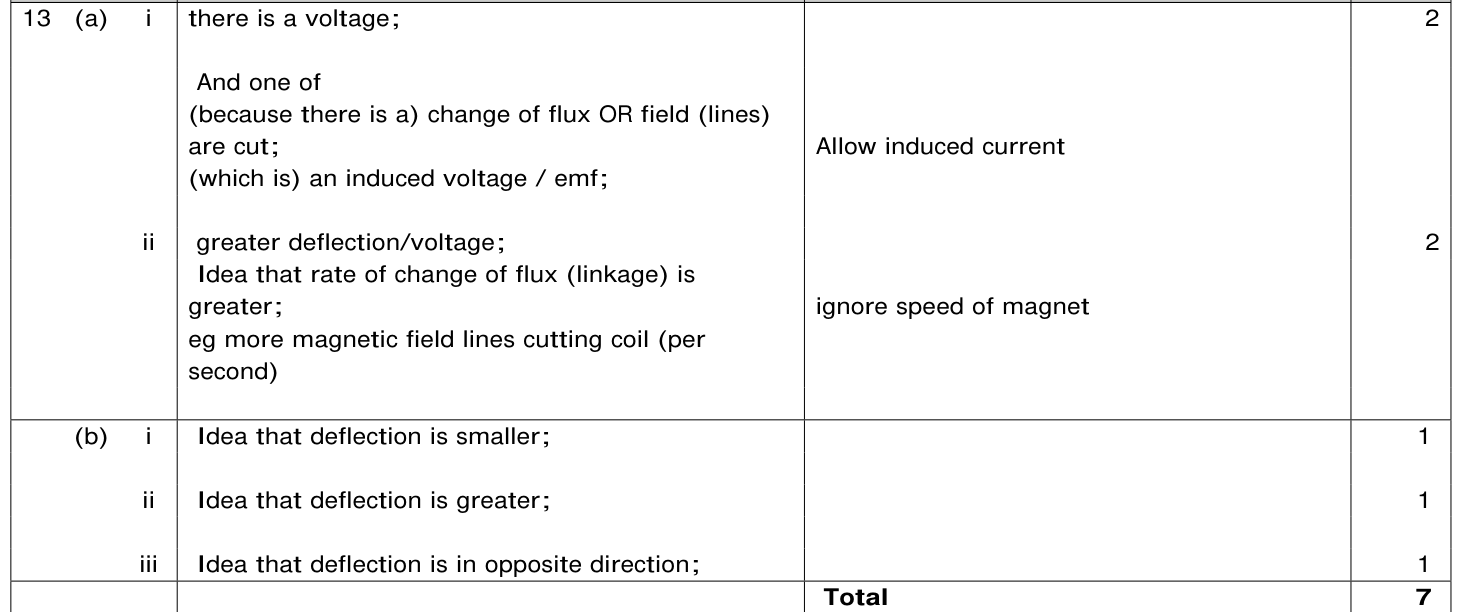 13 (a) i there is a voltage; 2
And one of
(because there is a) change of flux OR field (lines)
are cut; Allow induced current
(which is) an induced voltage / emf;
ii greater deflection/voltage; 2
Idea that rate of change of flux (linkage) is
greater; ignore speed of magnet
eg more magnetic field lines cutting coil (per
second)
(b) i Idea that deflection is smaller; 1
ii Idea that deflection is greater; 1
iii Idea that deflection is in opposite direction; 1
Total 7